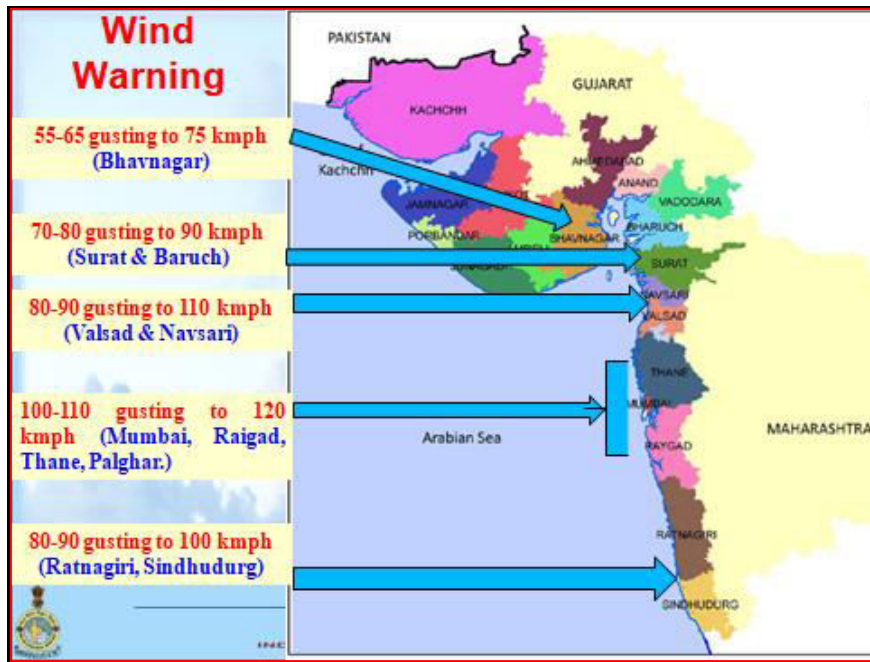 Wind
Warning
55-65 gusting to 75 kmph
(Bhavnagar)
70-80 gusting to 90 kmph
(Surat & Baruch)
80-90 gusting to 110 kmph
(Valsad & Navsari)
100-110 gusting to 120
kmph (Mumbai, Raigad,
Thane, Palghar.)
80-90 gusting to 100 kmph
(Ratnagiri, Sindhudurg)
PAKISTAN
GUJARAT
KACHCHH
Kachchh
AHMEDABAD
ANAND
JAMNAGAR
VADODARA
PORBANDAR
BHAVNAGAR
BHARUCH
SURAT
NAVSARI
VALSAD
THANE
MUMBAI
Arabian Sea
MAHARASHTRA
RAYGAD
RATNAGIRI
SINDHUDURG